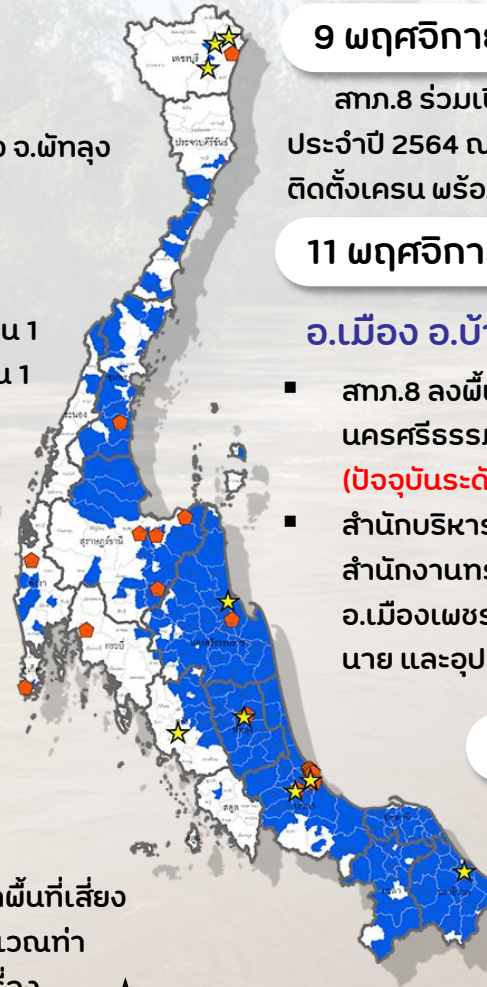 9 พฤศจิกาย
สทภ.8 ร่วมเปิ
จ.พัทลุง
ประจำปี 2564 ณ
ติดตั้งเครน พร้อม
11 พฤศจิกา
น 1
น 1
อ.เมือง อ.บ้า
▪ สทภ.8 ลงพื้น
นครศรีธรรม
(ปัจจุบันระดั
▪ สำนักบริหาร
สำนักงานทร
อ.เมืองเพชร
นาย และอุป
เพชรบุรี
ประจวบคีรีขันธ์
ระนอง
สุราษฎร์ธานี
กระบี่
นครศรีธรรมราช
สตูล
พื้นที่เสี่ยง
เวณท่า